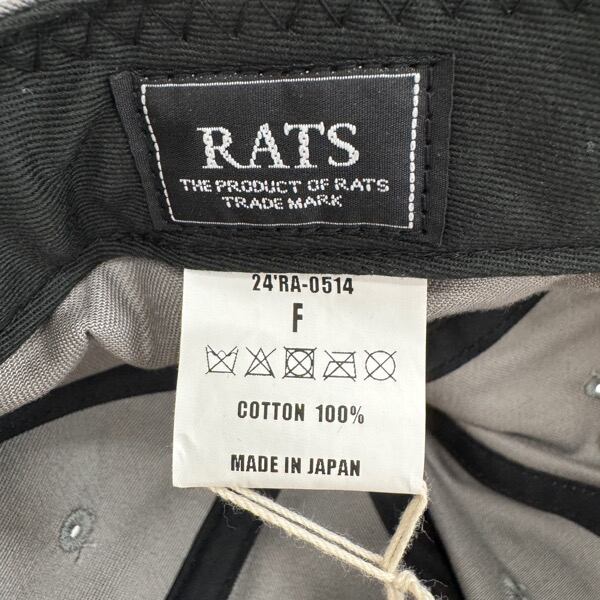 RATS
THE PRODUCT OF RATS
TRADE MARK
24'RA-0514
F
COTTON 100%
MADE IN JAPAN